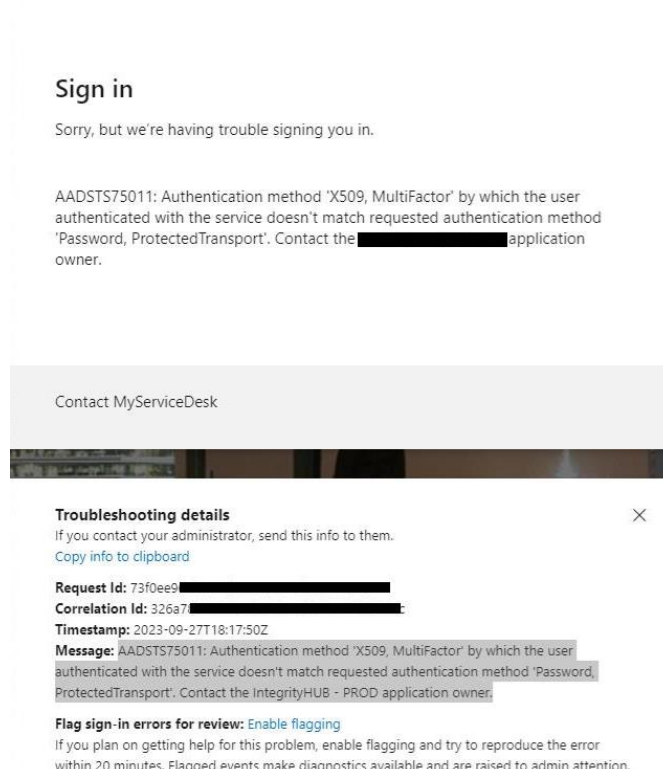 Sign in
Sorry, but we're having trouble signing you in.
AADSTS75011: Authentication method 'X509, MultiFactor' by which the user
authenticated with the service doesn't match requested authentication method
'Password, ProtectedTransport'. Contact the application
owner.
Contact MyServiceDesk
Troubleshooting details
If you contact your administrator, send this info to them.
Copy info to clipboard
Request Id: 73f0ee9
Correlation Id: 326a7
Timestamp: 2023-09-27T18:17:50Z
Message: AADSTS75011: Authentication method 'X509, MultiFactor' by which the user
authenticated with the service doesn't match requested authentication method 'Password,
ProtectedTransport'. Contact the IntegrityHUB - PROD application owner.
Flag sign-in errors for review: Enable flagging
If you plan on getting help for this problem, enable flagging and try to reproduce the error
within 20 minutes. Flagged events make diagnostics available and are raised to admin attention.